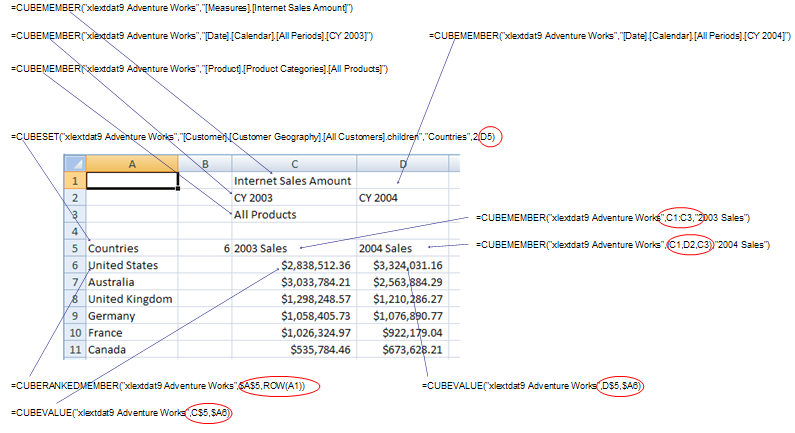 =CUBEMEMBER("xlextdat9 Adventure Works","[Measures].[Internet Sales Amount]")
=CUBEMEMBER("xlextdat9 Adventure Works","[Date].[Calendar].[All Periods].[CY 2003]")
=CUBEMEMBER("xlextdat9 Adventure Works","[Date].[Calendar].[All Periods].[CY 2004]")
=CUBEMEMBER("xlextdat9 Adventure Works","[Product].[Product Categories].[All Products]")
=CUBESET("xlextdat9 Adventure Works","[Customer].[Customer Geography].[All Customers].children","Countries",2,D5)
A B C D
1 Internet Sales Amount
2 CY 2003 CY 2004
3 All Products
4
5 Countries 6 2003 Sales 2004 Sales
6 United States $2,838,512.36 $3,324,031.16
7 Australia $3,033,784.21 $2,563,884.29
8 United Kingdom $1,298,248.57 $1,210,286.27
9 Germany $1,058,405.73 $1,076,890.77
10 France $1,026,324.97 $922,179.04
11 Canada $535,784.46 $673,628.21
=CUBEMEMBER("xlextdat9 Adventure Works",C1:C3,"2003 Sales")
=CUBEMEMBER("xlextdat9 Adventure Works",(C1,D2,C3),"2004 Sales")
=CUBERANKEDMEMBER("xlextdat9 Adventure Works",$A$5,ROW(A1))
=CUBEVALUE("xlextdat9 Adventure Works",D$5,$A6)
=CUBEVALUE("xlextdat9 Adventure Works",C$5,$A6)